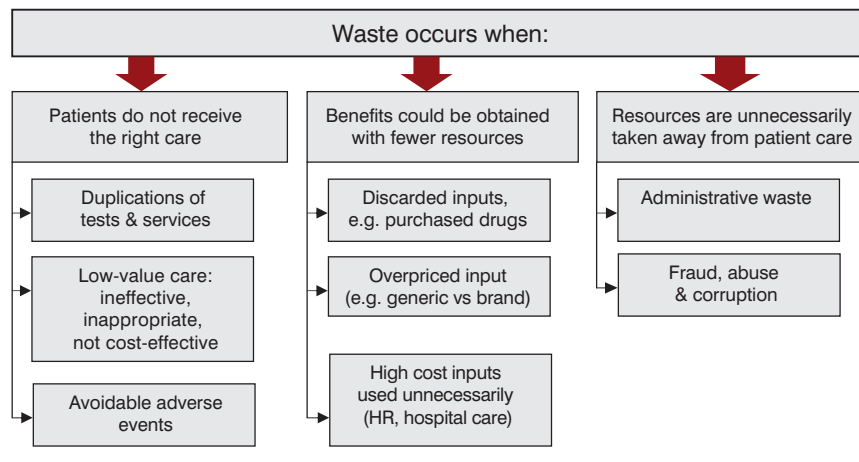 Waste occurs when:
Patients do not receive
the right care
Duplications of
tests & services
Low-value care:
ineffective,
inappropriate,
not cost-effective
Avoidable adverse
events
Benefits could be obtained
with fewer resources
Discarded inputs,
e.g. purchased drugs
Overpriced input
(e.g. generic vs brand)
High cost inputs
used unnecessarily
(HR, hospital care)
Resources are unnecessarily
taken away from patient care
Administrative waste
Fraud, abuse
& corruption